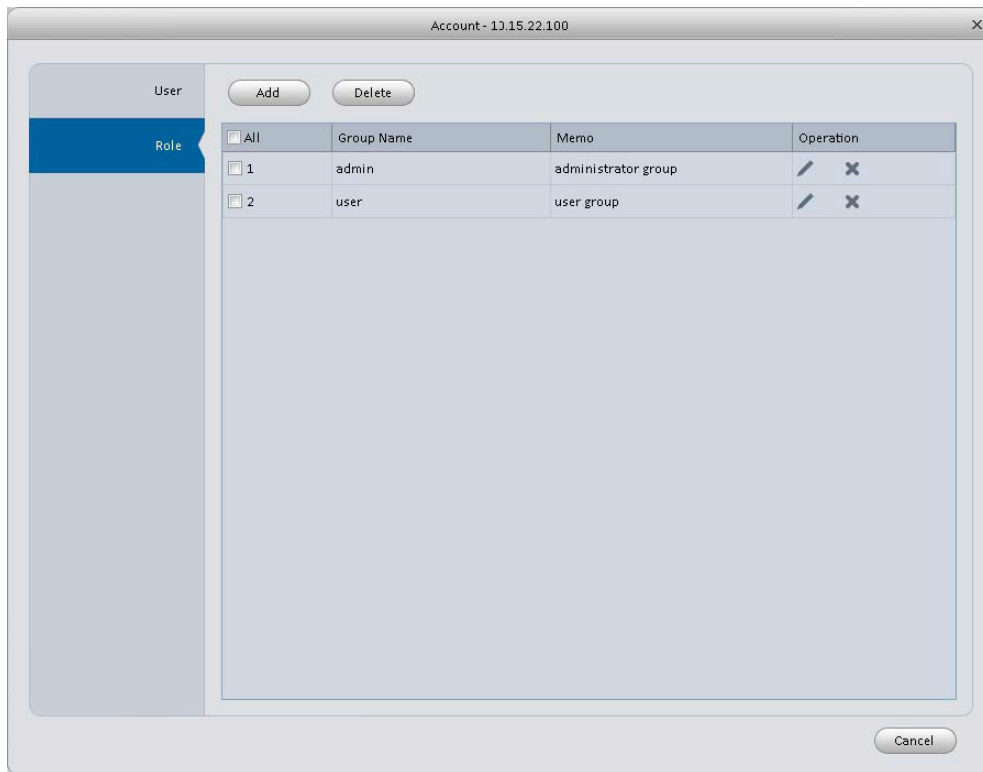 Account - 10.15.22.100
User
Role
Add Delete
All Group Name Memo Operation
1 admin administrator group
2 user user group
Cancel